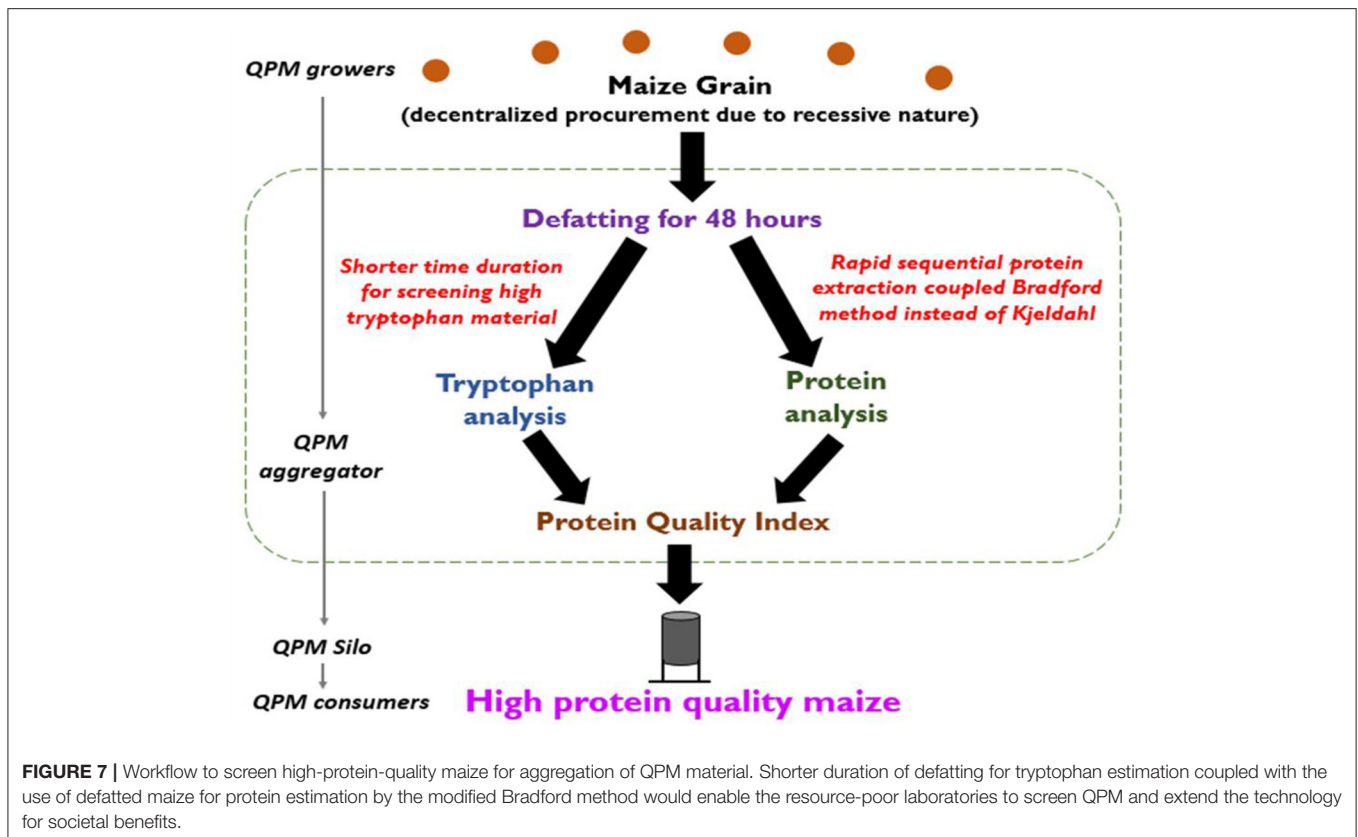 QPM growers
Maize Grain
(decentralized procurement due to recessive nature)
Defatting for 48 hours
Shorter time duration
for screening high
tryptophan material
Rapid sequential protein
extraction coupled Bradford
method instead of Kjeldahl
Tryptophan
analysis
Protein
analysis
QPM
aggregator
Protein Quality Index
QPM Silo
QPM consumers
High protein quality maize
FIGURE 7 | Workflow to screen high-protein-quality maize for aggregation of QPM material. Shorter duration of defatting for tryptophan estimation coupled with the
use of defatted maize for protein estimation by the modified Bradford method would enable the resource-poor laboratories to screen QPM and extend the technology
for societal benefits.